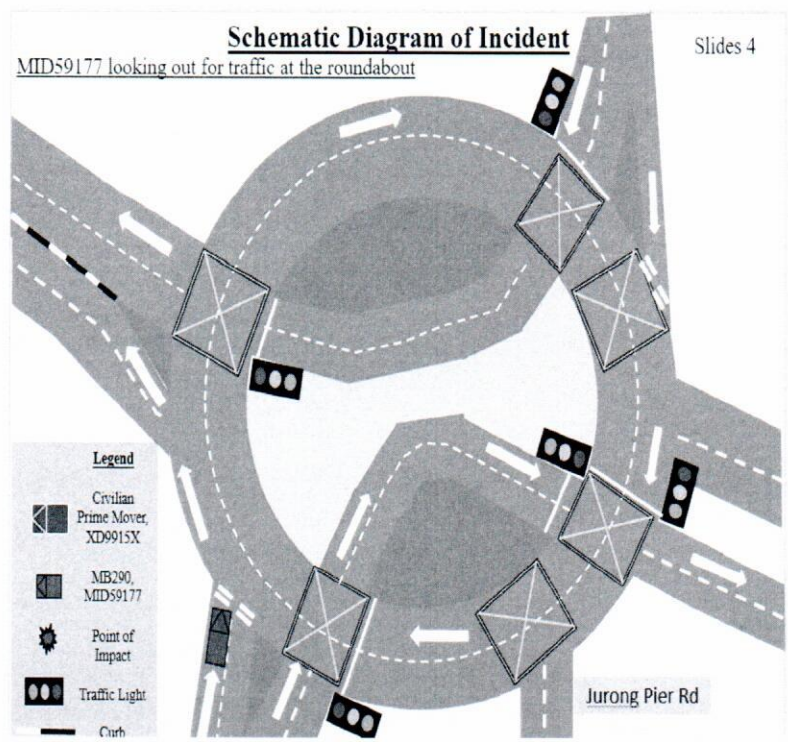 Schematic Diagram of Incident
Slides 4
MID59177 looking out for traffic at the roundabout
Legend
Civilian
Prime Mover,
XD9915X
MB290,
MID59177
Point of
Impact
Traffic Light
Curb
Jurong Pier Rd